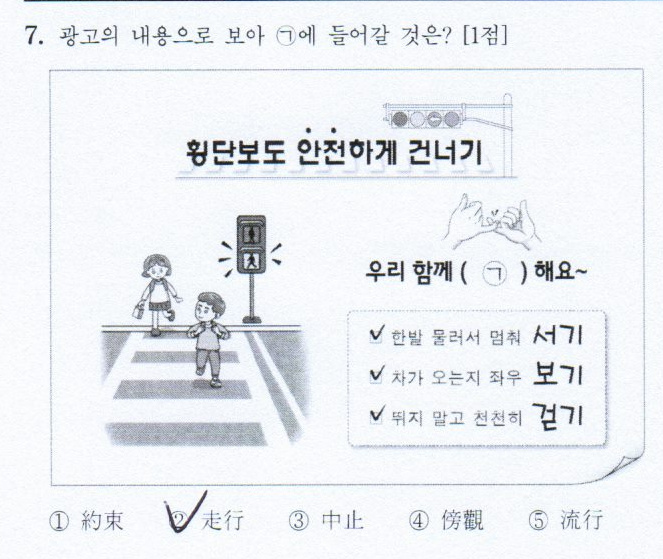 7. 광고의 내용으로 보아 ㉠에 들어갈 것은? [1점]
횡단보도 안전하게 건너기
우리 함께 ( ㉠ ) 해요~
한발 물러서 멈춰 서기
차가 오는지 좌우 보기
뛰지 말고 천천히 걷기
① 約束 ② 走行 ③ 中止 ④ 傍觀 ⑤ 流行